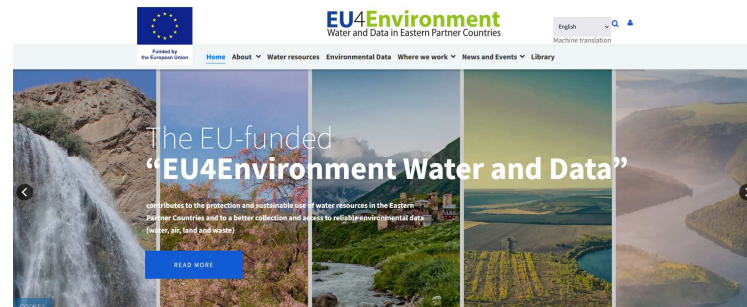 EU4Environment
Water and Data in Eastern Partner Countries
English
Machine translation
Funded by
the European Union
Home About Water resources Environmental Data Where we work News and Events Library
The EU-funded
“EU4Environment Water and Data”
contributes to the protection and sustainable use of water resources in the Eastern
Partner Countries and to a better collection and access to reliable environmental data
(water, air, land and waste)
READ MORE
COOKIES